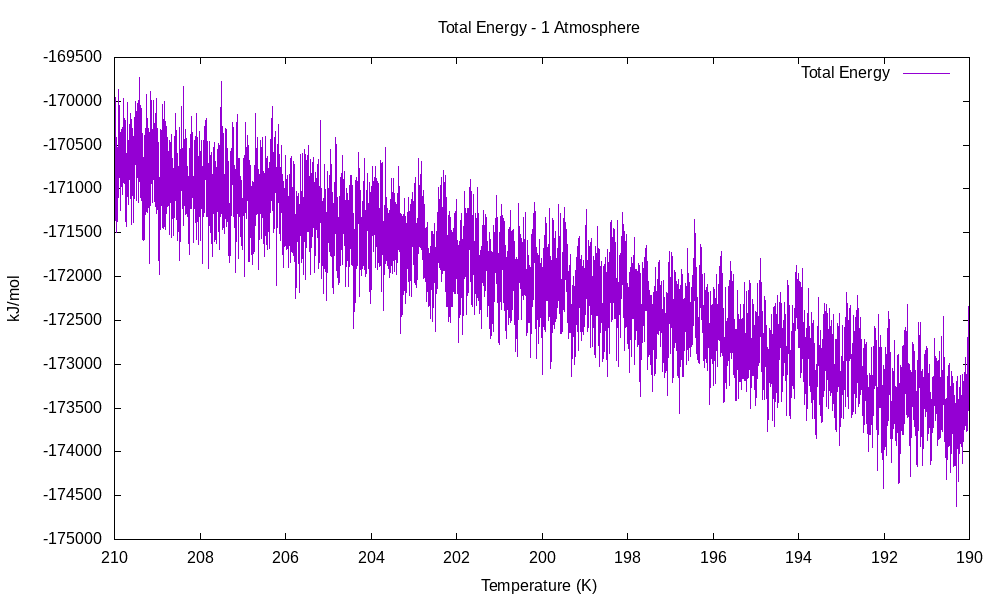 Total Energy - 1 Atmosphere
Total Energy
-169500
-170000
-170500
-171000
-171500
-172000
-172500
-173000
-173500
-174000
-174500
-175000
kJ/mol
210 208 206 204 202 200 198 196 194 192 190
Temperature (K)